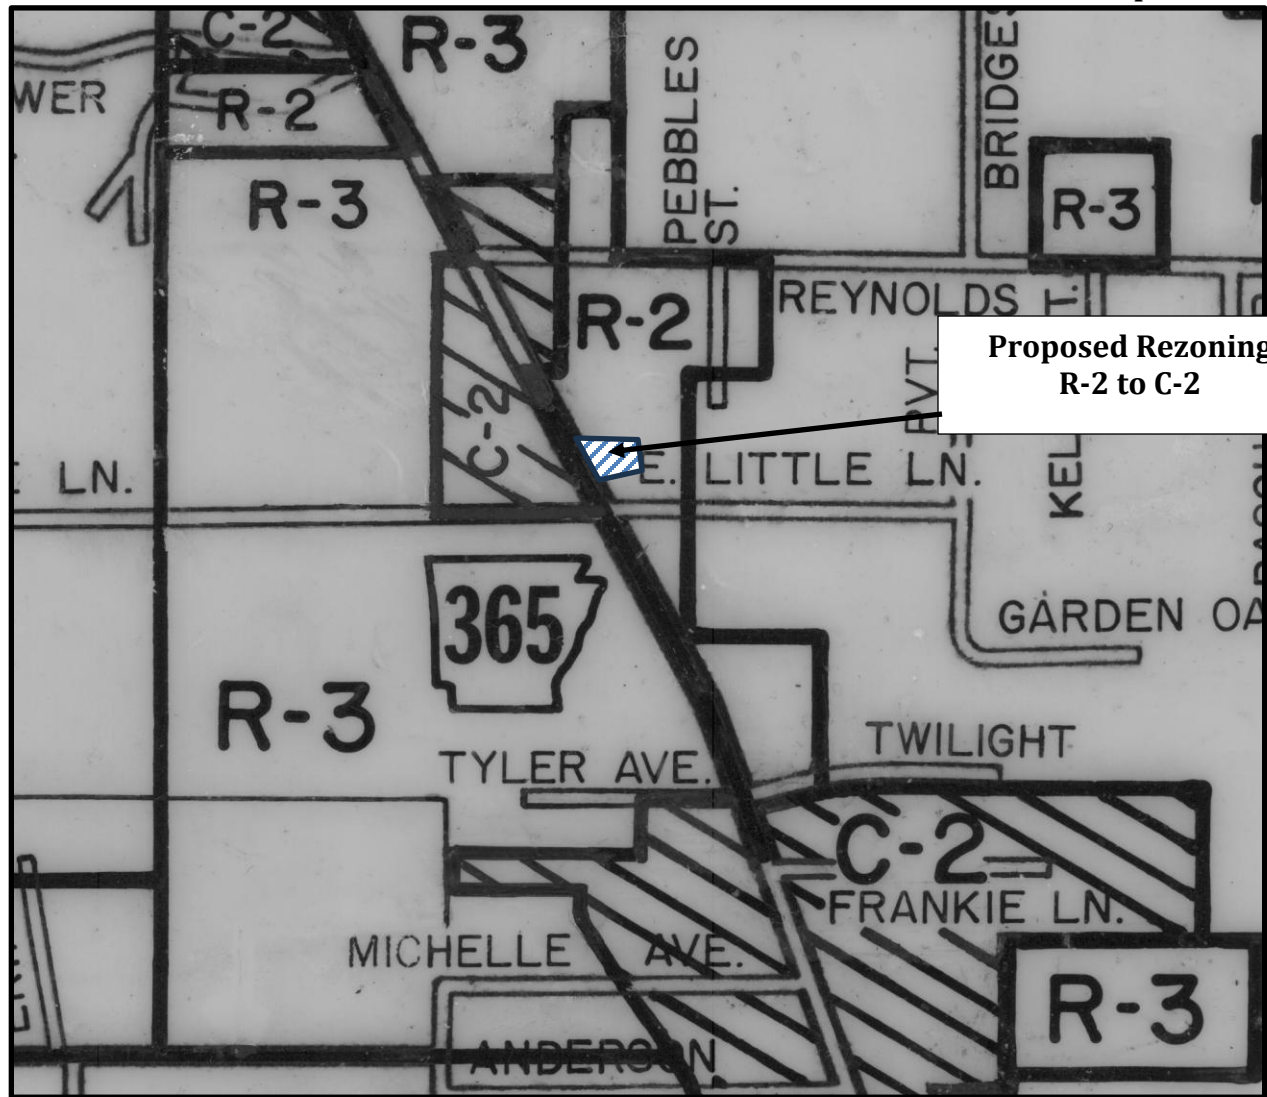 C-2
R-3
WER
R-2
PEBBLES
ST.
BRIDGES
R-3
R-3
R-2
REYNOLDS
T.
Proposed Rezoning
R-2 to C-2
PVT.
C-2
LN.
E. LITTLE LN.
KEL
365
GARDEN OA
R-3
TWILIGHT
TYLER AVE.
C-2
FRANKIE LN.
MICHELLE AVE.
R-3
ANDERSON